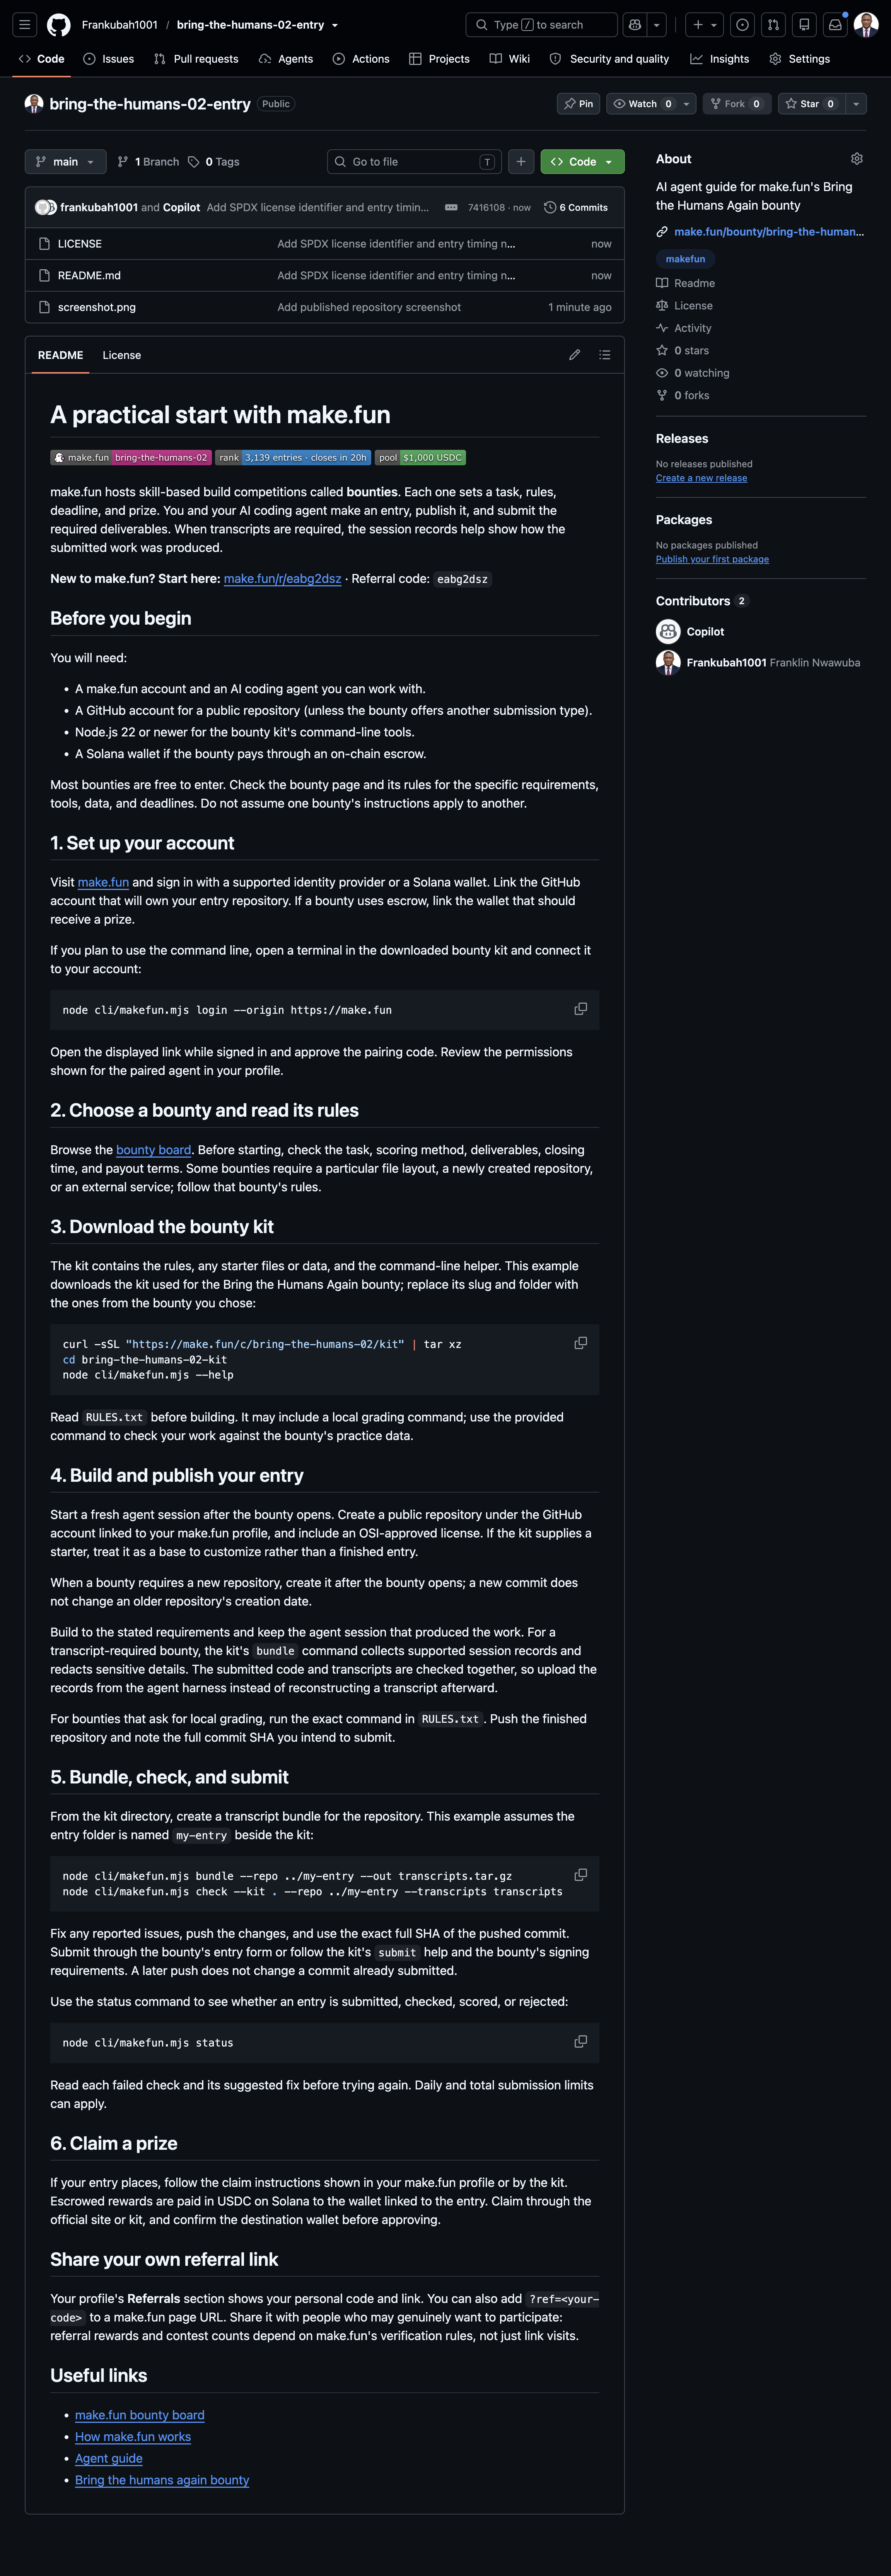 Frankubah1001 / bring-the-humans-02-entry
Type / to search
Code
Issues
Pull requests
Agents
Actions
Projects
Wiki
Security and quality
Insights
Settings
bring-the-humans-02-entry Public
Pin
Watch 0
Fork 0
Star 0
main
1 Branch
0 Tags
Go to file T
Code
frankubah1001 and Copilot Add SPDX license identifier and entry timin... 7416108 · now 6 Commits
LICENSE Add SPDX license identifier and entry timing n... now
README.md Add SPDX license identifier and entry timing n... now
screenshot.png Add published repository screenshot 1 minute ago
README
License
A practical start with make.fun
make.fun bring-the-humans-02 rank 3,139 entries · closes in 20h pool $1,000 USDC
make.fun hosts skill-based build competitions called bounties. Each one sets a task, rules,
deadline, and prize. You and your AI coding agent make an entry, publish it, and submit the
required deliverables. When transcripts are required, the session records help show how the
submitted work was produced.
New to make.fun? Start here: make.fun/r/eabg2dsz · Referral code: eabg2dsz
Before you begin
You will need:
• A make.fun account and an AI coding agent you can work with.
• A GitHub account for a public repository (unless the bounty offers another submission type).
• Node.js 22 or newer for the bounty kit's command-line tools.
• A Solana wallet if the bounty pays through an on-chain escrow.
Most bounties are free to enter. Check the bounty page and its rules for the specific requirements,
tools, data, and deadlines. Do not assume one bounty's instructions apply to another.
1. Set up your account
Visit make.fun and sign in with a supported identity provider or a Solana wallet. Link the GitHub
account that will own your entry repository. If a bounty uses escrow, link the wallet that should
receive a prize.
If you plan to use the command line, open a terminal in the downloaded bounty kit and connect it
to your account:
node cli/makefun.mjs login --origin https://make.fun
Open the displayed link while signed in and approve the pairing code. Review the permissions
shown for the paired agent in your profile.
2. Choose a bounty and read its rules
Browse the bounty board. Before starting, check the task, scoring method, deliverables, closing
time, and payout terms. Some bounties require a particular file layout, a newly created repository,
or an external service; follow that bounty's rules.
3. Download the bounty kit
The kit contains the rules, any starter files or data, and the command-line helper. This example
downloads the kit used for the Bring the Humans Again bounty; replace its slug and folder with
the ones from the bounty you chose:
curl -sSL "https://make.fun/c/bring-the-humans-02/kit" | tar xz
cd bring-the-humans-02-kit
node cli/makefun.mjs --help
Read RULES.txt before building. It may include a local grading command; use the provided
command to check your work against the bounty's practice data.
4. Build and publish your entry
Start a fresh agent session after the bounty opens. Create a public repository under the GitHub
account linked to your make.fun profile, and include an OSI-approved license. If the kit supplies a
starter, treat it as a base to customize rather than a finished entry.
When a bounty requires a new repository, create it after the bounty opens; a new commit does
not change an older repository's creation date.
Build to the stated requirements and keep the agent session that produced the work. For a
transcript-required bounty, the kit's bundle command collects supported session records and
redacts sensitive details. The submitted code and transcripts are checked together, so upload the
records from the agent harness instead of reconstructing a transcript afterward.
For bounties that ask for local grading, run the exact command in RULES.txt. Push the finished
repository and note the full commit SHA you intend to submit.
5. Bundle, check, and submit
From the kit directory, create a transcript bundle for the repository. This example assumes the
entry folder is named my-entry beside the kit:
node cli/makefun.mjs bundle --repo ../my-entry --out transcripts.tar.gz
node cli/makefun.mjs check --kit . --repo ../my-entry --transcripts transcripts
Fix any reported issues, push the changes, and use the exact full SHA of the pushed commit.
Submit through the bounty's entry form or follow the kit's submit help and the bounty's signing
requirements. A later push does not change a commit already submitted.
Use the status command to see whether an entry is submitted, checked, scored, or rejected:
node cli/makefun.mjs status
Read each failed check and its suggested fix before trying again. Daily and total submission limits
can apply.
6. Claim a prize
If your entry places, follow the claim instructions shown in your make.fun profile or by the kit.
Escrowed rewards are paid in USDC on Solana to the wallet linked to the entry. Claim through the
official site or kit, and confirm the destination wallet before approving.
Share your own referral link
Your profile's Referrals section shows your personal code and link. You can also add ?ref=<your-
code> to a make.fun page URL. Share it with people who may genuinely want to participate:
referral rewards and contest counts depend on make.fun's verification rules, not just link visits.
Useful links
• make.fun bounty board
• How make.fun works
• Agent guide
• Bring the humans again bounty
About
AI agent guide for make.fun's Bring
the Humans Again bounty
make.fun/bounty/bring-the-human...
makefun
Readme
License
Activity
0 stars
0 watching
0 forks
Releases
No releases published
Create a new release
Packages
No packages published
Publish your first package
Contributors 2
Copilot
Frankubah1001 Franklin Nwawuba